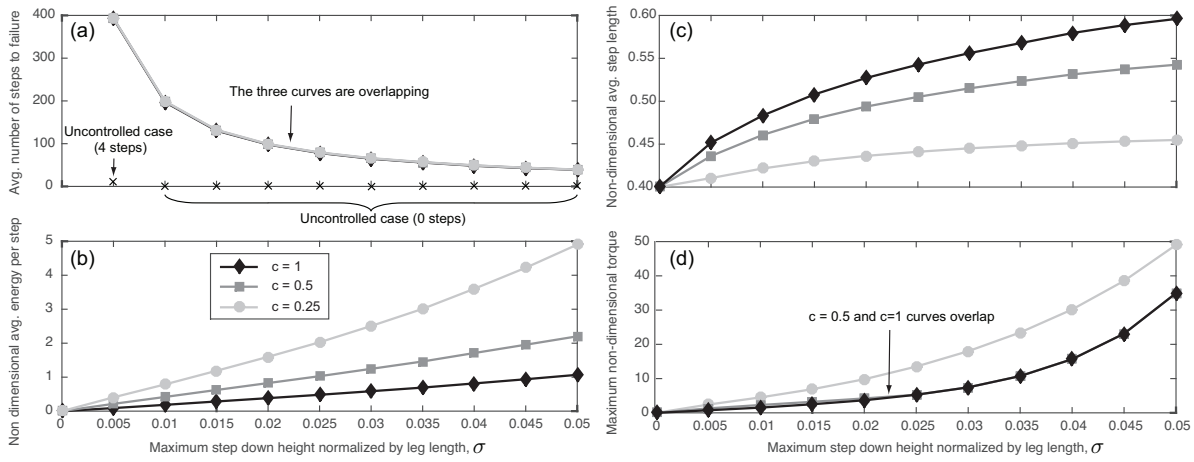 (a)
Avg. number of steps to failure
400
300
200
100
0
The three curves are overlapping
Uncontrolled case
(4 steps)
Uncontrolled case (0 steps)
(b)
Non dimensional avg. energy per step
5
4
3
2
1
0
c = 1
c = 0.5
c = 0.25
0 0.005 0.01 0.015 0.02 0.025 0.03 0.035 0.04 0.045 0.05
Maximum step down height normalized by leg length, σ
(c)
Non-dimensional avg. step length
0.60
0.55
0.50
0.45
0.40
(d)
Maximum non-dimensional torque
50
40
30
20
10
0
c = 0.5 and c=1 curves overlap
0 0.005 0.01 0.015 0.02 0.025 0.03 0.035 0.04 0.045 0.05
Maximum step down height normalized by leg length, σ